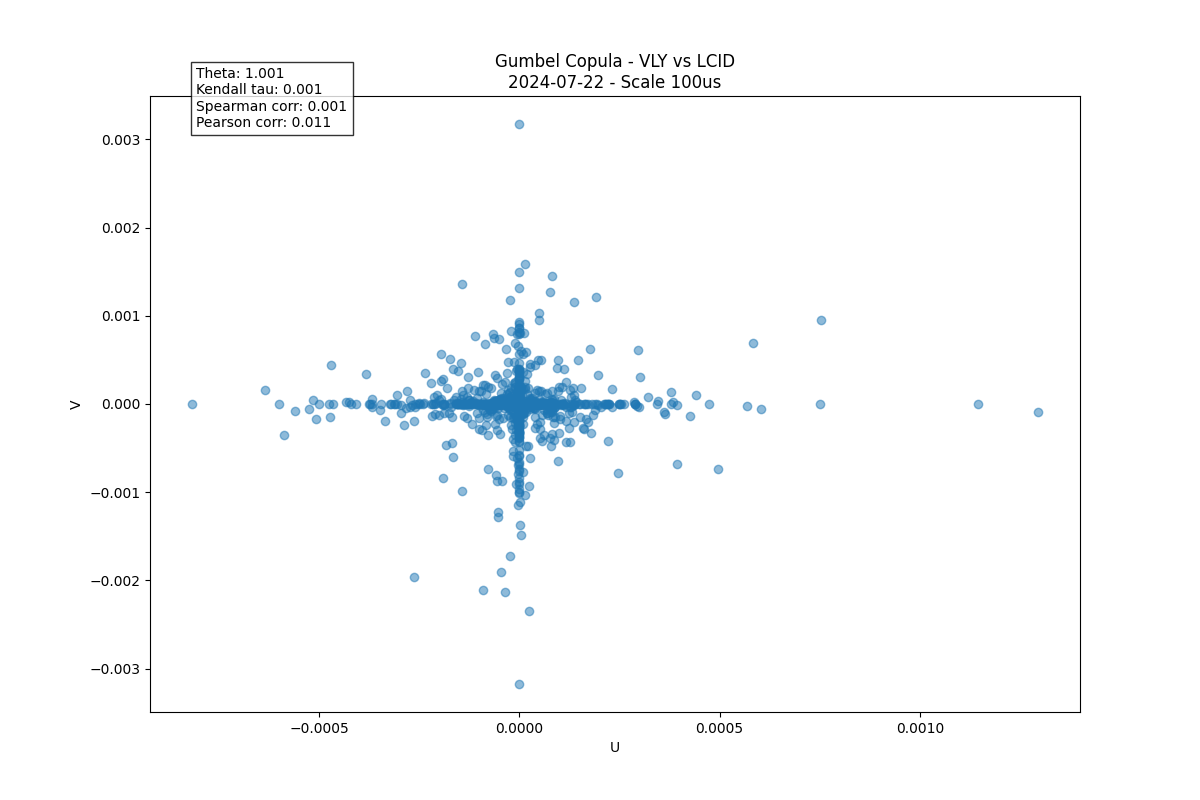 Gumbel Copula - VLY vs LCID
2024-07-22 - Scale 100us
Theta: 1.001
Kendall tau: 0.001
Spearman corr: 0.001
Pearson corr: 0.011
0.003
0.002
0.001
0.000
−0.001
−0.002
−0.003
V
−0.0005
0.0000
0.0005
0.0010
U